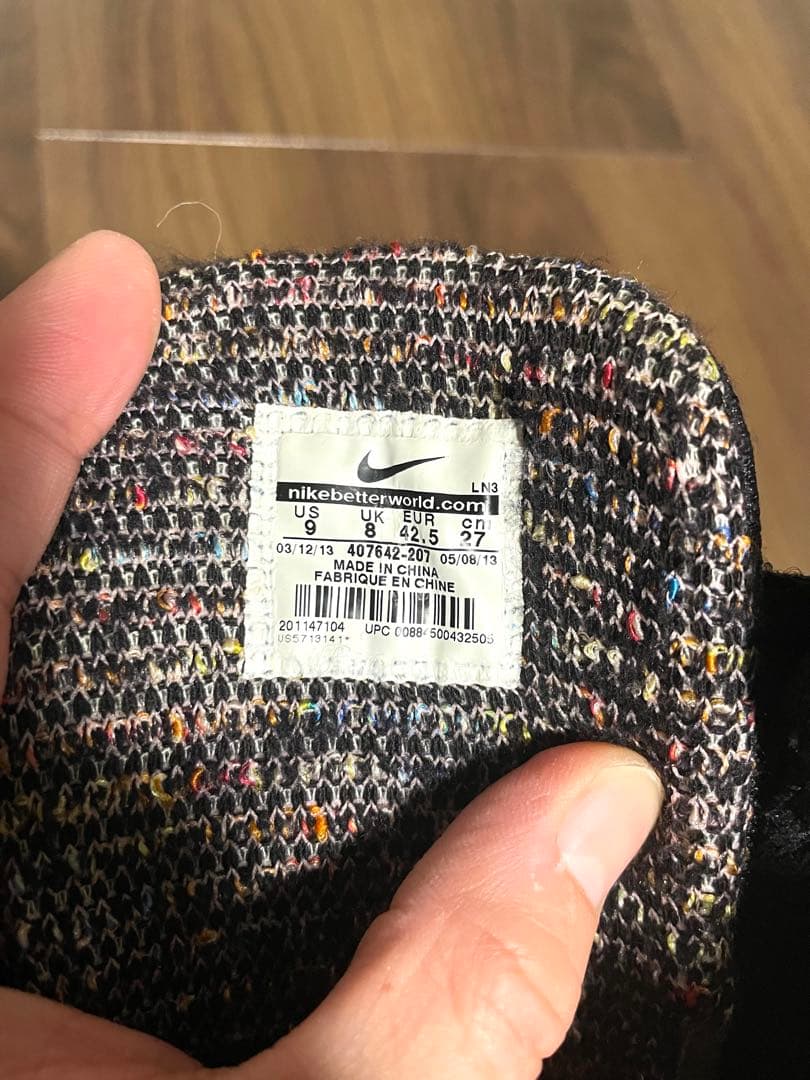 LN3
nikebetterworld.com
US UK EUR cm
9 8 42.5 27
03/12/13 407642-207 05/08/13
MADE IN CHINA
FABRIQUE EN CHINE
201147104 UPC 00884500432505
US5713141*